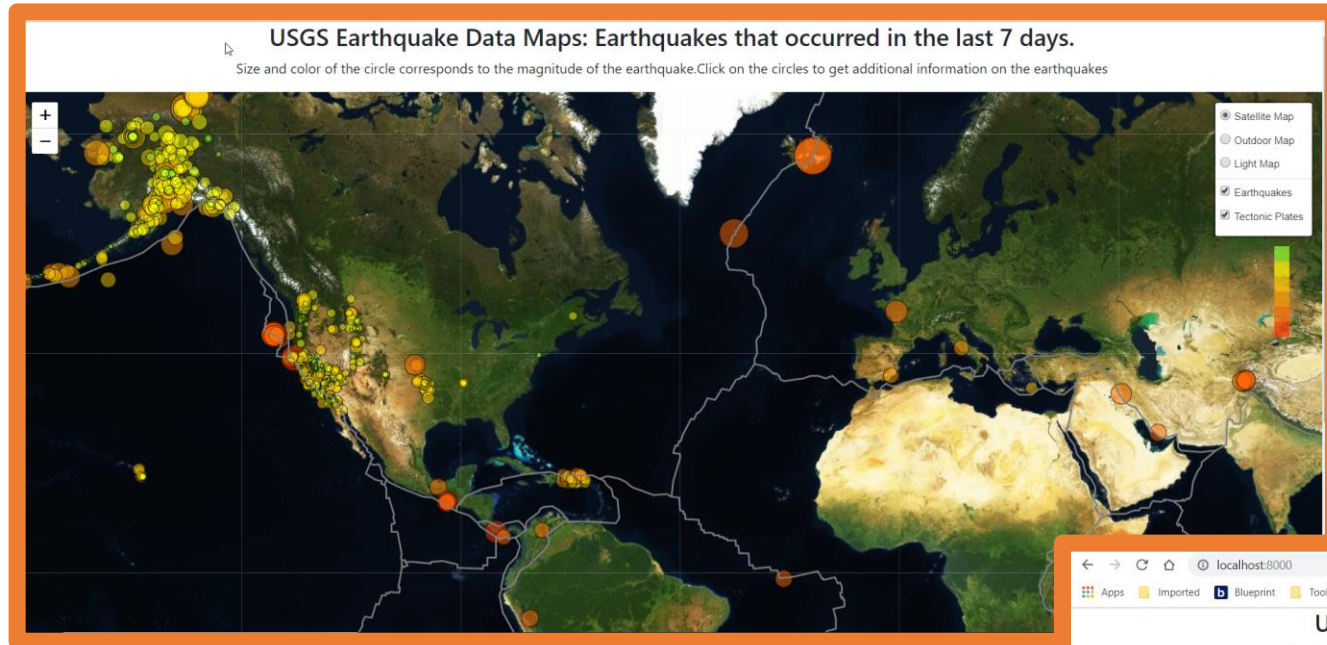 USGS Earthquake Data Maps: Earthquakes that occurred in the last 7 days.
Size and color of the circle corresponds to the magnitude of the earthquake.Click on the circles to get additional information on the earthquakes
+
−
Satellite Map
Outdoor Map
Light Map
Earthquakes
Tectonic Plates
localhost:8000
Apps Imported b Blueprint